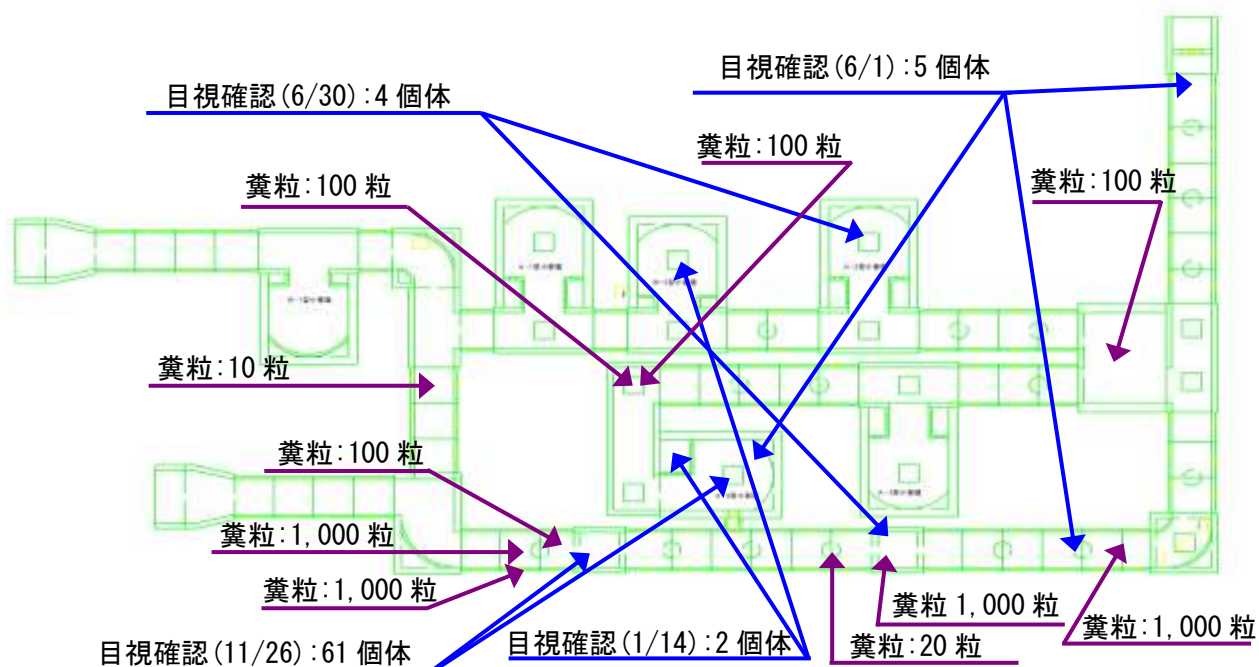 目視確認(6/1):5 個体
目視確認(6/30):4 個体
糞粒:100 粒
糞粒:100 粒
糞粒:100 粒
糞粒:10 粒
糞粒:100 粒
糞粒:1,000 粒
糞粒:1,000 粒
糞粒 1,000 粒
糞粒:1,000 粒
糞粒:20 粒
目視確認(1/14):2 個体
目視確認(11/26):61 個体